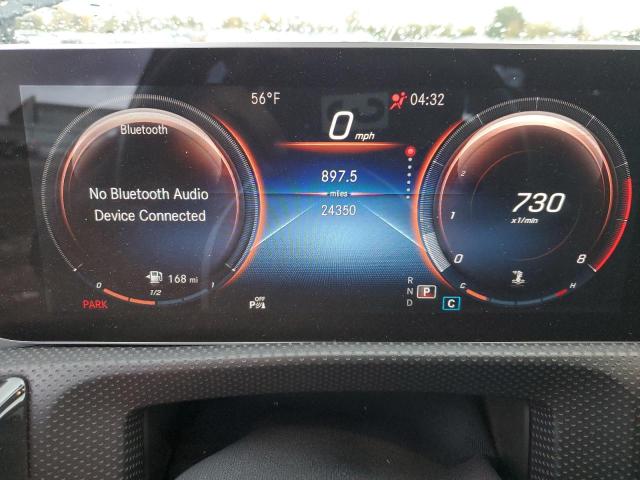 56°F
04:32
Bluetooth
0 mph
897.5
miles
24350
No Bluetooth Audio
Device Connected
730
x1/min
2
1
0
8
168 mi
0
1/2
1
PARK
OFF
P
R
N
P
D
C
C
H